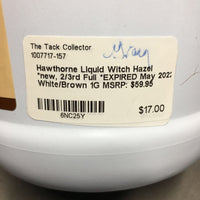 The Tack Collector
1007717-157
Hawthorne Liquid Witch Hazel
*new, 2/3rd Full *EXPIRED May 2022
White/Brown 1G MSRP: $59.95
6NC25Y
$17.00